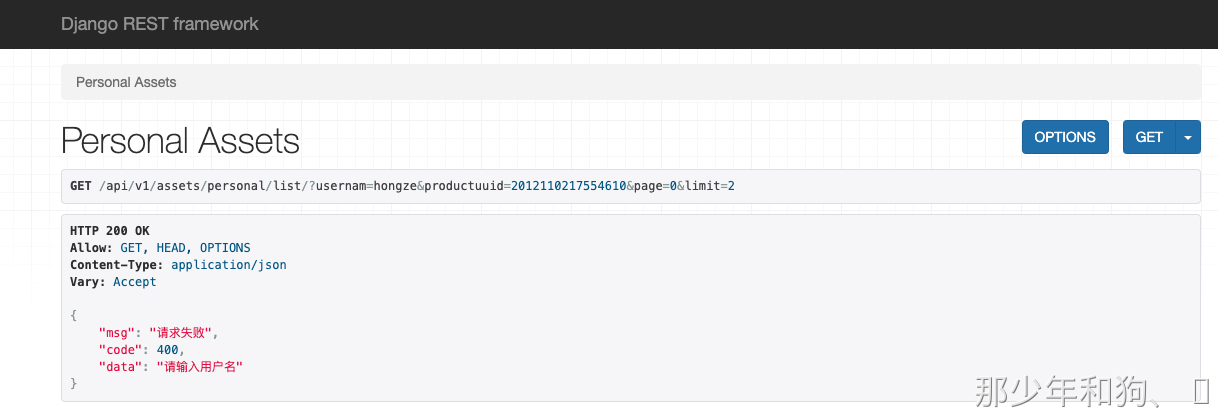 Django REST framework
Personal Assets
Personal Assets
OPTIONS
GET
GET /api/v1/assets/personal/list/?usernam=hongze&productuuid=2012110217554610&page=0&limit=2
HTTP 200 OK
Allow: GET, HEAD, OPTIONS
Content-Type: application/json
Vary: Accept
{
"msg": "请求失败",
"code": 400,
"data": "请输入用户名"
}
那少年和狗、